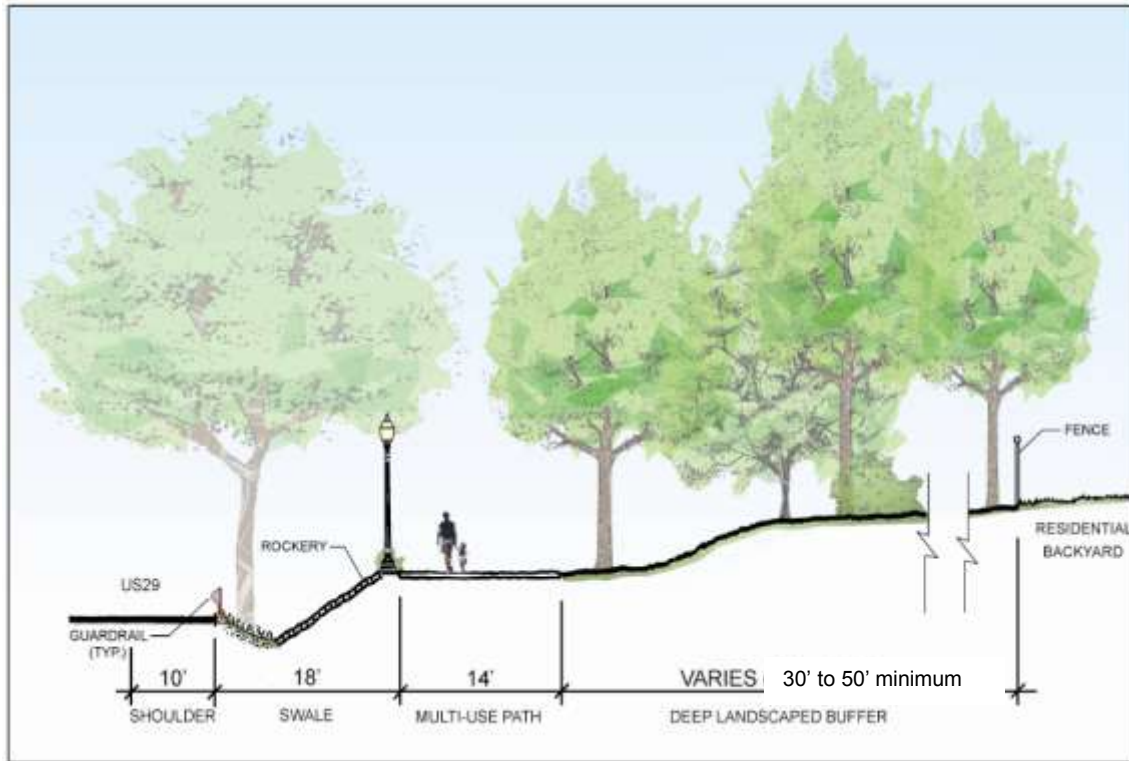 FENCE
RESIDENTIAL
BACKYARD
ROCKERY
US29
GUARDRAIL
(TYP.)
10' 18' 14' VARIES 30' to 50' minimum
SHOULDER SWALE MULTI-USE PATH DEEP LANDSCAPED BUFFER